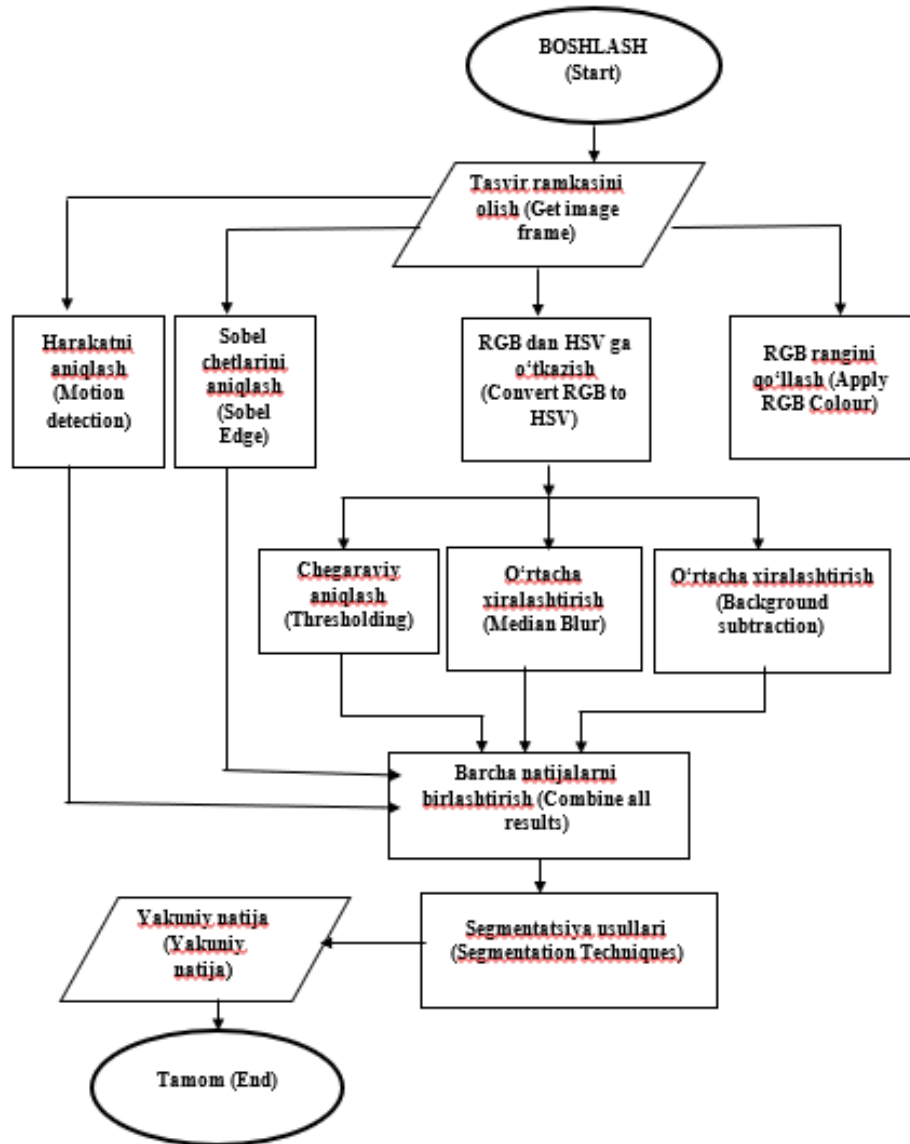 BOSHLASH
(Start)
Tasvir ramkasini
olish (Get image
frame)
Harakatni
aniqlash
(Motion
detection)
Sobel
chetlarini
aniqlash
(Sobel
Edge)
RGB dan HSV ga
o‘tkazish
(Convert RGB to
HSV)
RGB rangini
qo‘llash (Apply
RGB Colour)
Chegaraviy
aniqlash
(Thresholding)
O‘rtacha
xiralashtirish
(Median Blur)
O‘rtacha xiralashtirish
(Background
subtraction)
Barcha natijalarni
birlashtirish (Combine all
results)
Segmentatsiya usullari
(Segmentation Techniques)
Yakuniy natija
(Yakuniy
natija)
Tamom (End)